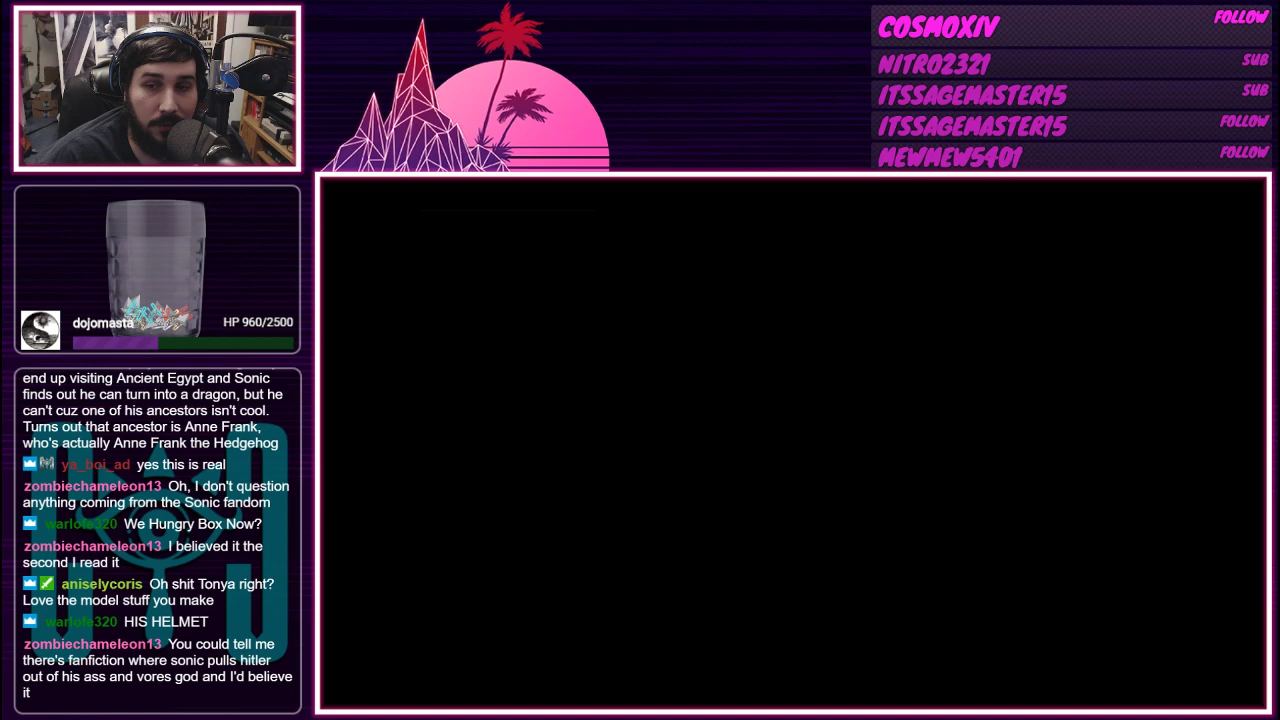 COSMOXIV
FOLLOW
NITRO2321
SUB
ITSSAGEMASTER15
SUB
ITSSAGEMASTER15
FOLLOW
MEWMEW5401
FOLLOW
dojomasta
HP 960/2500
end up visiting Ancient Egypt and Sonic
finds out he can turn into a dragon, but he
can't cuz one of his ancestors isn't cool.
Turns out that ancestor is Anne Frank,
who's actually Anne Frank the Hedgehog
ya_boi_ad yes this is real
zombiechameleon13 Oh, I don't question
anything coming from the Sonic fandom
warlofe320 We Hungry Box Now?
zombiechameleon13 I believed it the
second I read it
aniselycoris Oh shit Tonya right?
Love the model stuff you make
warlofe320 HIS HELMET
zombiechameleon13 You could tell me
there's fanfiction where sonic pulls hitler
out of his ass and vores god and I'd believe
it